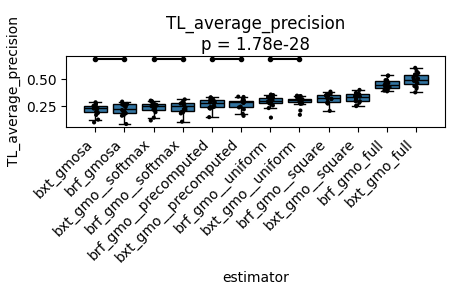 TL_average_precision
p = 1.78e-28
TL_average_precision
0.50
0.25
bxt_gmosa
brf_gmosa
bxt_gmo__softmax
brf_gmo__softmax
brf_gmo__precomputed
bxt_gmo__precomputed
brf_gmo__uniform
bxt_gmo__uniform
brf_gmo__square
bxt_gmo__square
brf_gmo_full
bxt_gmo_full
estimator